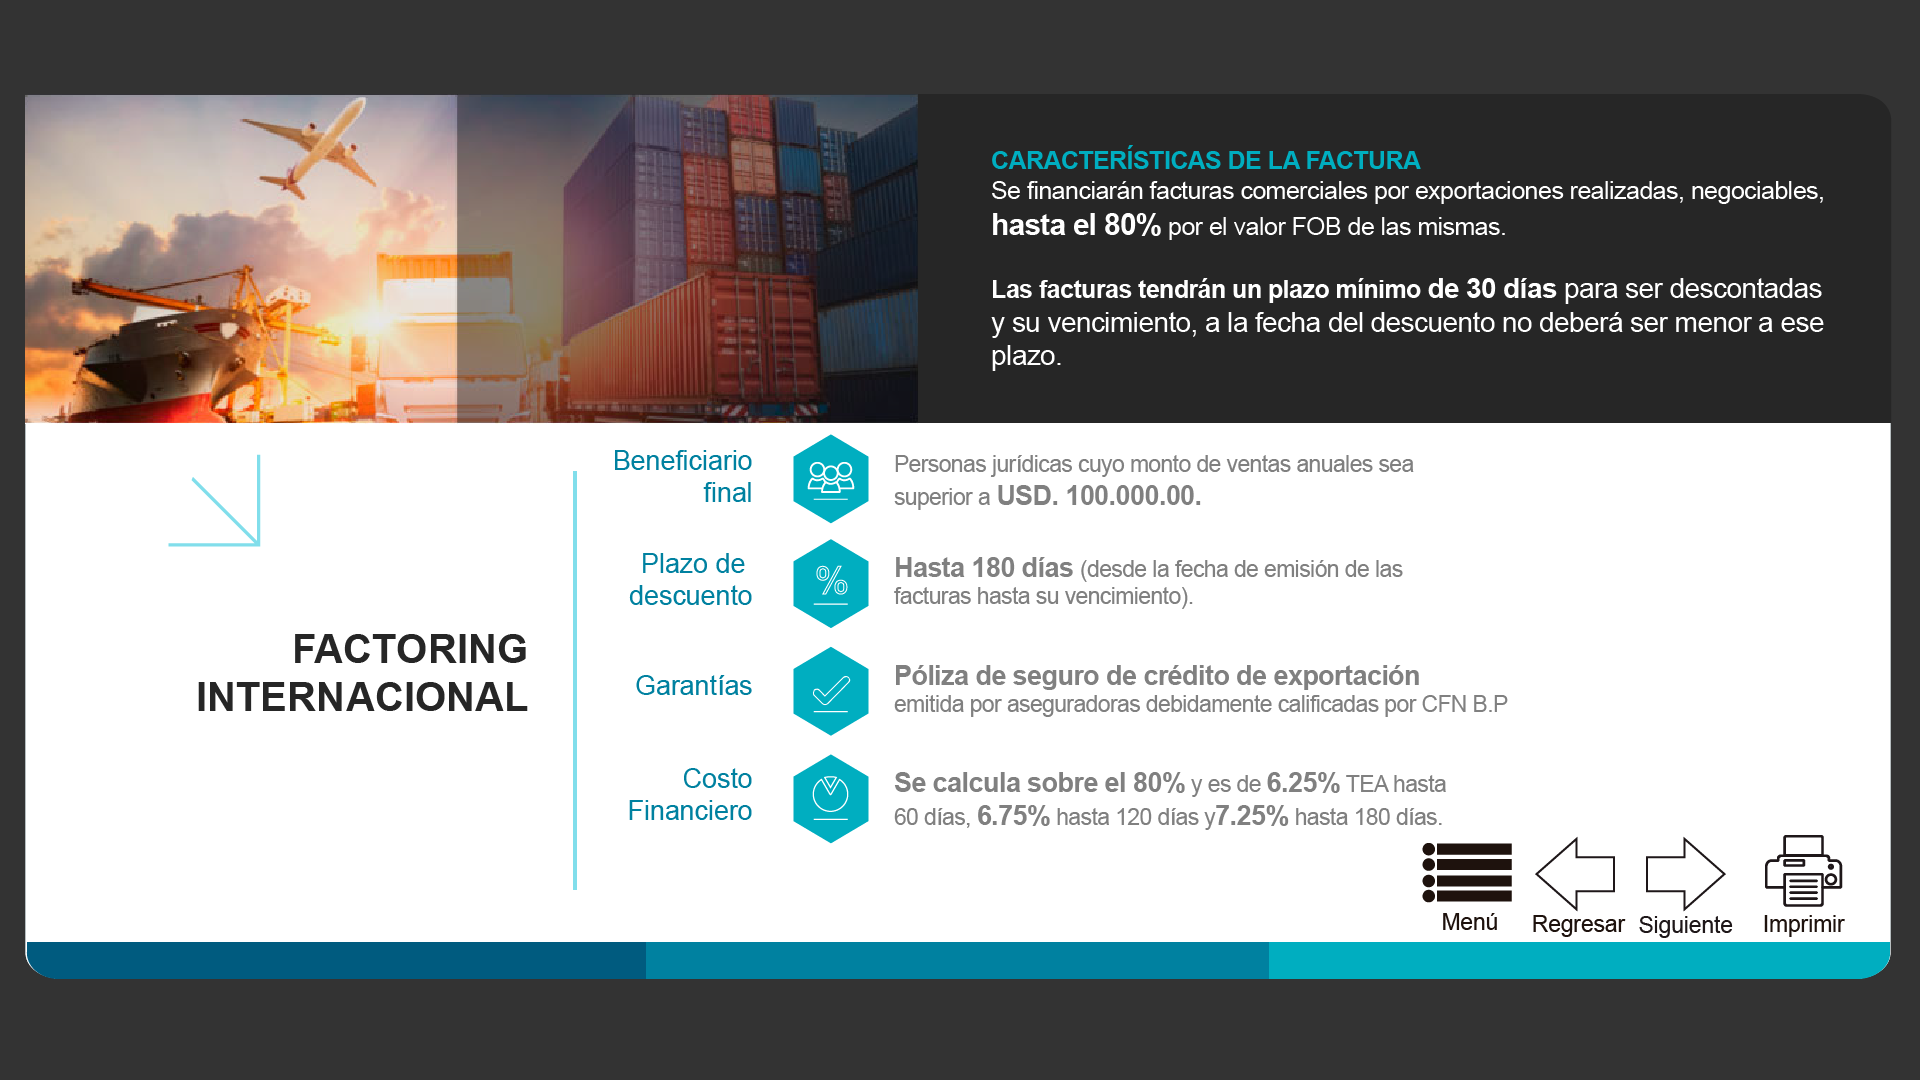 CARACTERÍSTICAS DE LA FACTURA
Se financiarán facturas comerciales por exportaciones realizadas, negociables,
hasta el 80% por el valor FOB de las mismas.
Las facturas tendrán un plazo mínimo de 30 días para ser descontadas
y su vencimiento, a la fecha del descuento no deberá ser menor a ese
plazo.
FACTORING
INTERNACIONAL
Beneficiario
final
Personas jurídicas cuyo monto de ventas anuales sea
superior a USD. 100.000.00.
Plazo de
descuento
%
Hasta 180 días (desde la fecha de emisión de las
facturas hasta su vencimiento).
Garantías
Póliza de seguro de crédito de exportación
emitida por aseguradoras debidamente calificadas por CFN B.P
Costo
Financiero
Se calcula sobre el 80% y es de 6.25% TEA hasta
60 días, 6.75% hasta 120 días y7.25% hasta 180 días.
Menú
Regresar
Siguiente
Imprimir